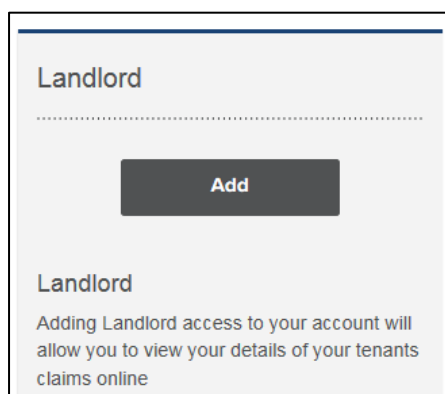 Landlord
Add
Landlord
Adding Landlord access to your account will
allow you to view your details of your tenants
claims online